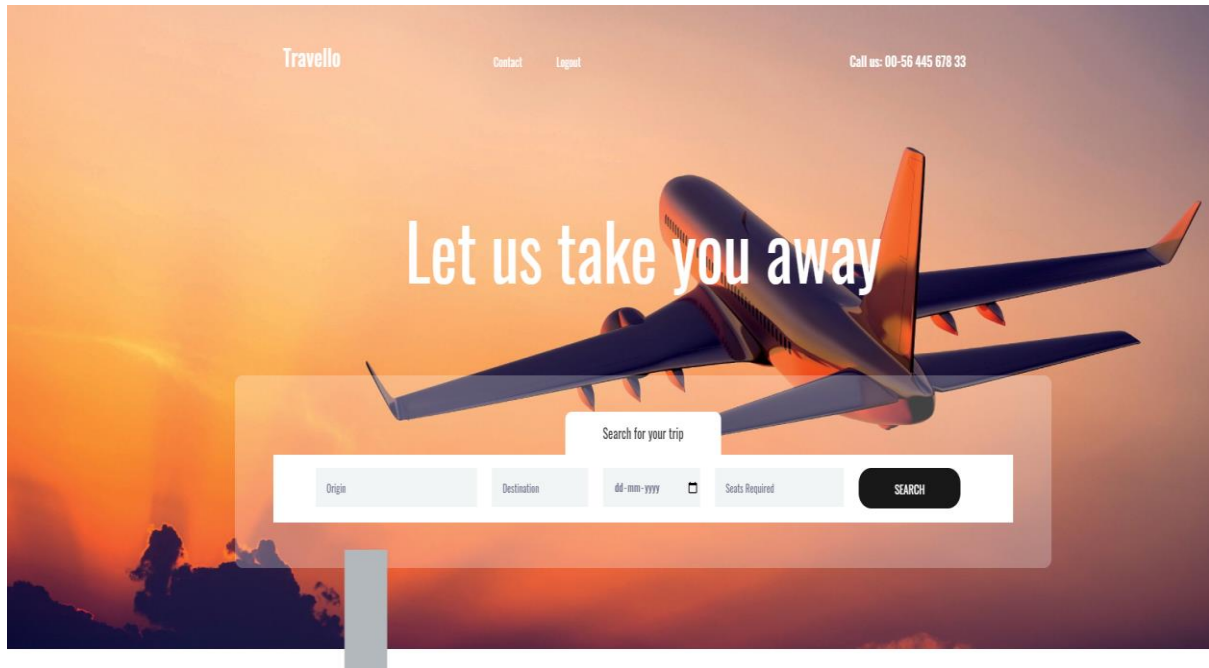 Travello
Contact
Logout
Call us: 00-56 445 678 33
Let us take you away
Search for your trip
Origin
Destination
dd-mm-yyyy
Seats Required
SEARCH